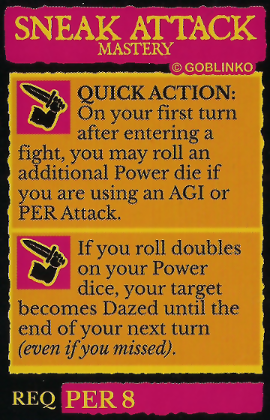 SNEAK ATTACK
MASTERY
© GOBLINKO
QUICK ACTION:
On your first turn
after entering a
fight, you may roll an
additional Power die if
you are using an AGI or
PER Attack.
If you roll doubles
on your Power
dice, your target
becomes Dazed until the
end of your next turn
(even if you missed).
REQ PER 8